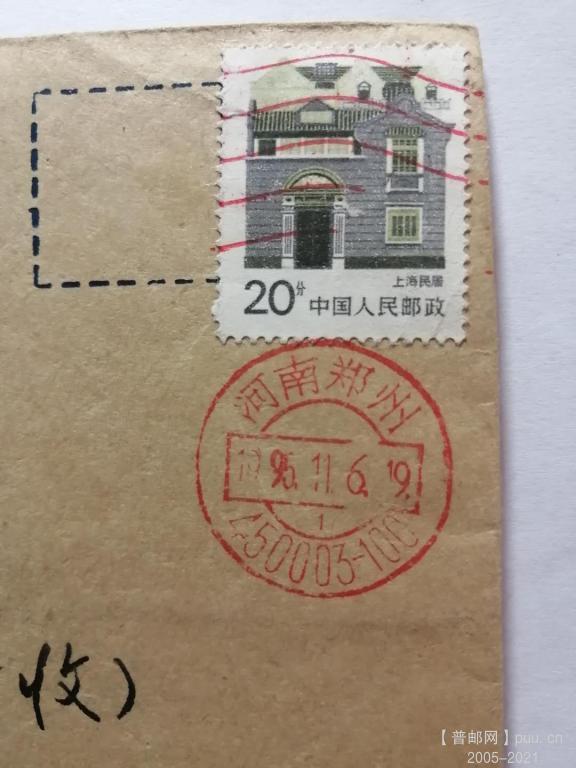 上海民居
20分 中国人民邮政
河南郑州
1995.11.6.19
1
450003-100
收）
【普邮网】puu.cn
2005-2021